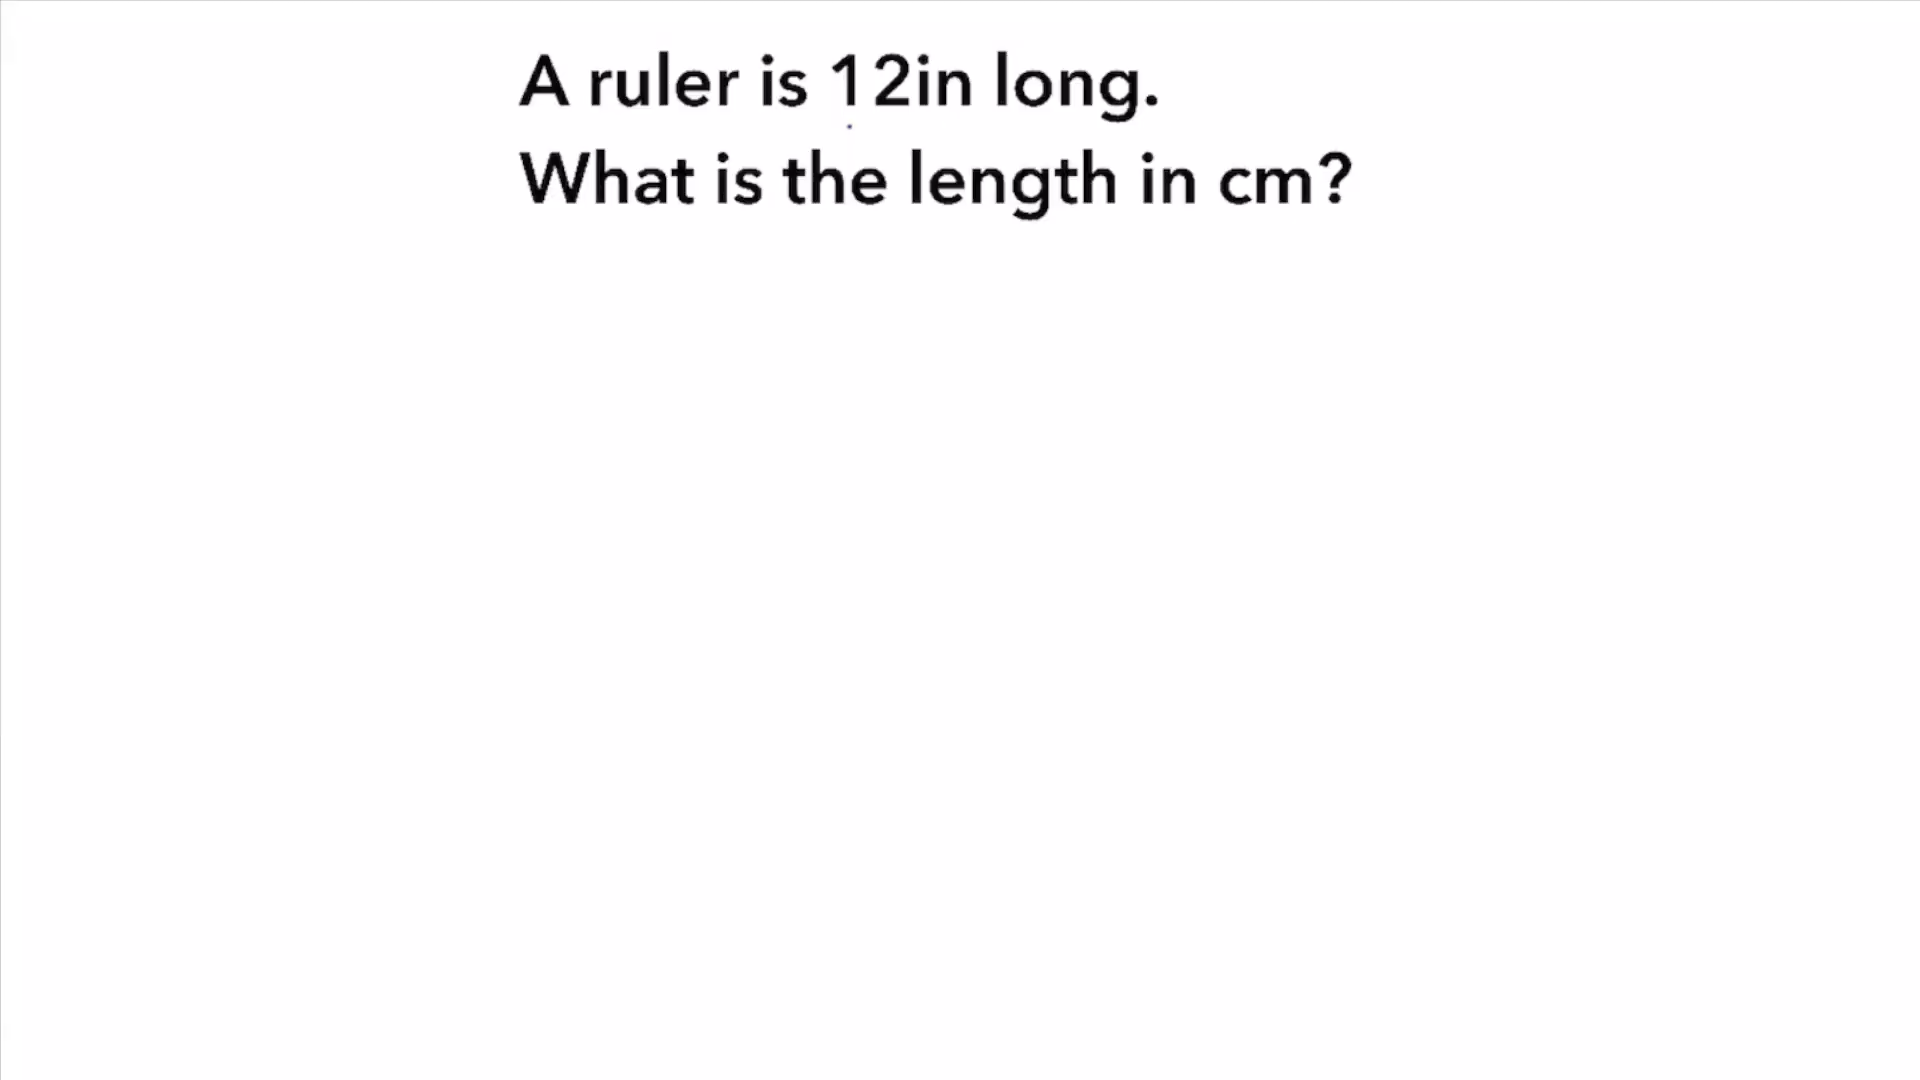 A ruler is 12in long.
What is the length in cm?